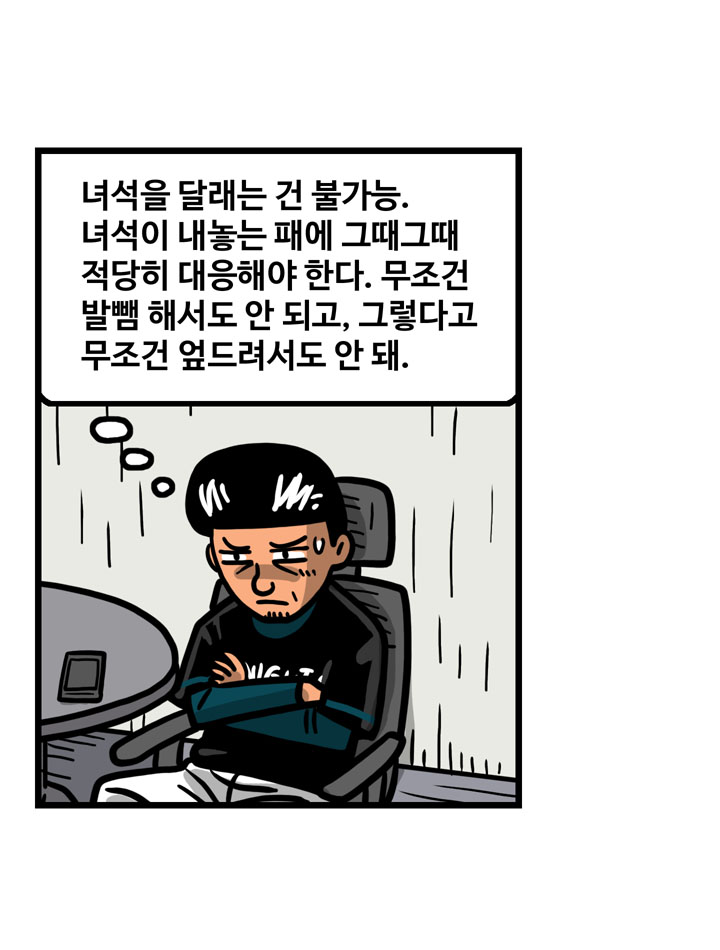 녀석을 달래는 건 불가능.
녀석이 내놓는 패에 그때그때
적당히 대응해야 한다. 무조건
발뺌 해서도 안 되고, 그렇다고
무조건 엎드려서도 안 돼.